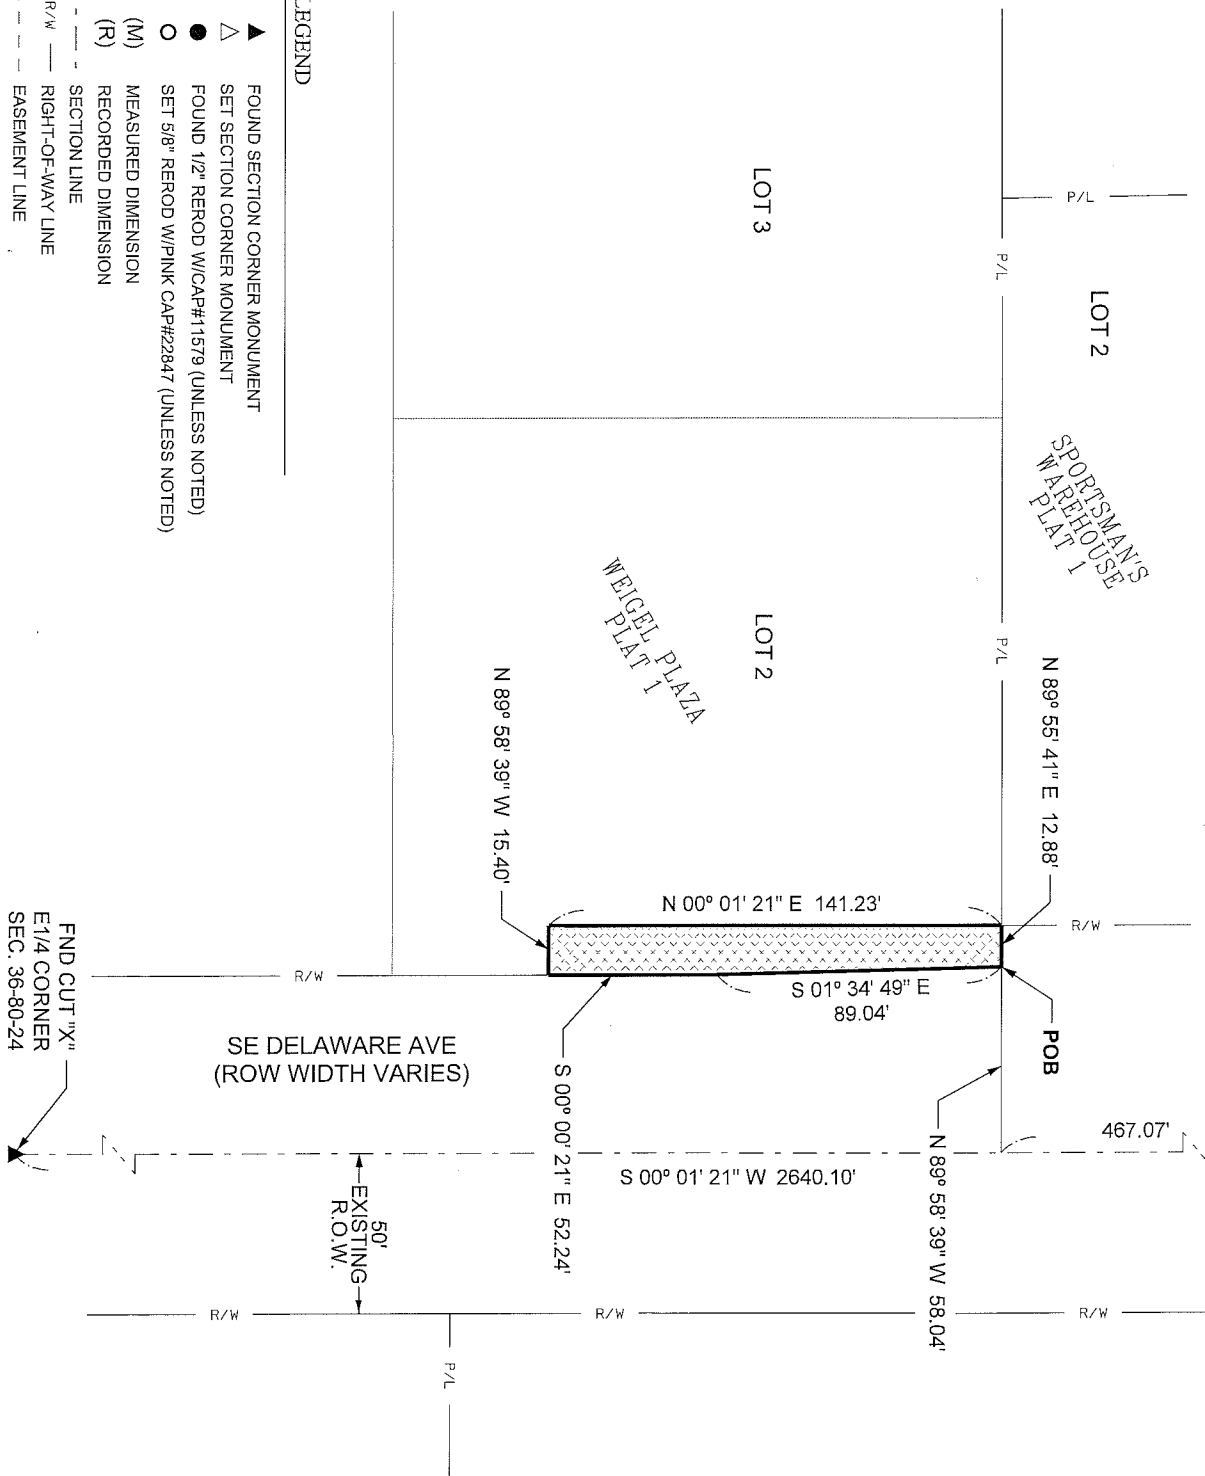 LEGEND
FOUND SECTION CORNER MONUMENT
SET SECTION CORNER MONUMENT
FOUND 1/2" REROD W/CAP#11579 (UNLESS NOTED)
SET 5/8" REROD W/PINK CAP#22847 (UNLESS NOTED)
(M) MEASURED DIMENSION
(R) RECORDED DIMENSION
SECTION LINE
R/W RIGHT-OF-WAY LINE
EASEMENT LINE
P/L
LOT 2
SPORTSMAN'S
WAREHOUSE
PLAT 1
P/L
P/L
LOT 3
LOT 2
WEIGEL PLAZA
PLAT 1
N 89° 55' 41" E 12.88'
N 89° 58' 39" W 15.40'
N 00° 01' 21" E 141.23'
R/W
S 01° 34' 49" E
89.04'
POB
R/W
SE DELAWARE AVE
(ROW WIDTH VARIES)
S 00° 00' 21" E 52.24'
N 89° 58' 39" W 58.04'
467.07'
S 00° 01' 21" W 2640.10'
FND CUT "X"
E1/4 CORNER
SEC. 36-80-24
50'
EXISTING
R.O.W.
R/W
R/W
R/W
P/L